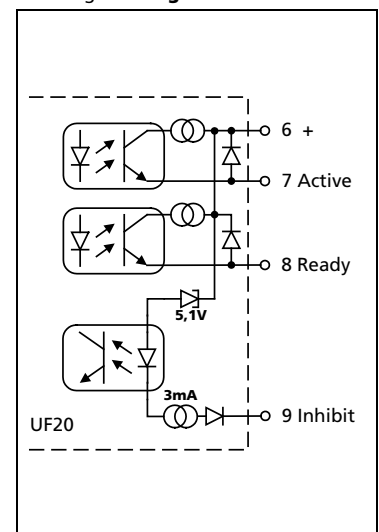 6 +
7 Active
8 Ready
5,1V
3mA
9 Inhibit
UF20